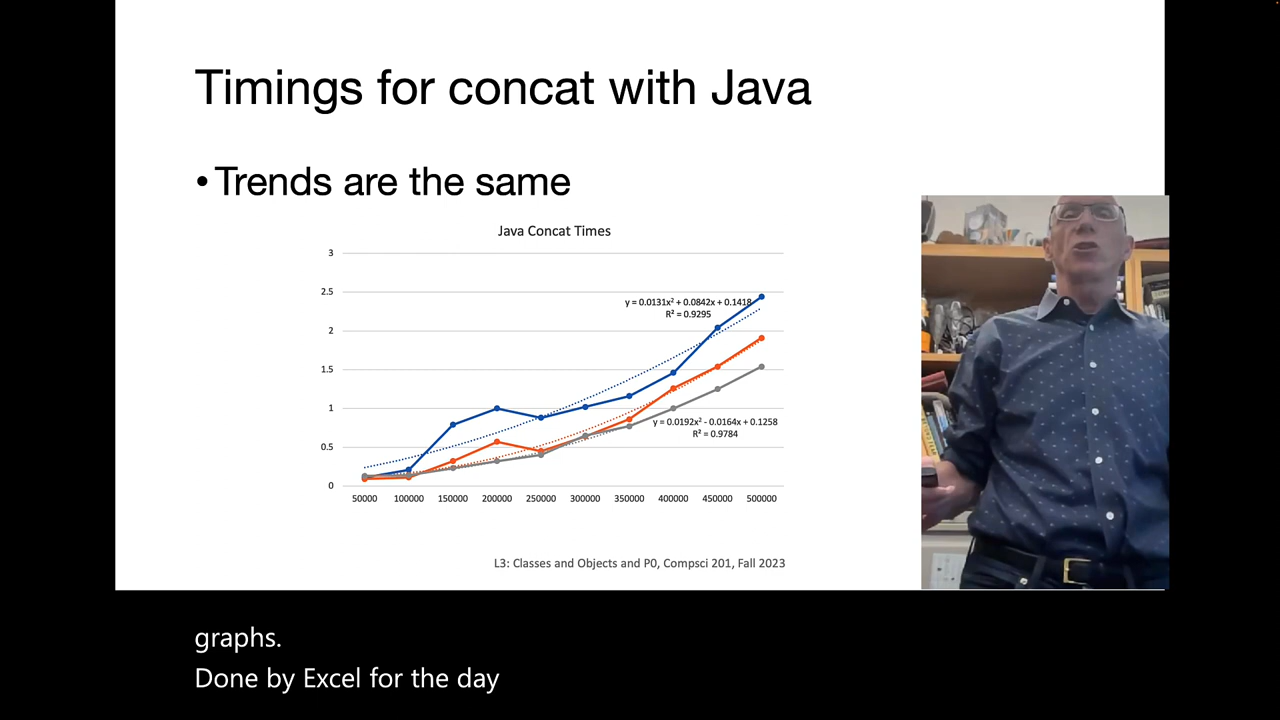 Timings for concat with Java
• Trends are the same
Java Concat Times
3
2.5
2
1.5
1
0.5
0
y = 0.0131x² + 0.0842x + 0.1418
R² = 0.9295
y = 0.0192x² - 0.0164x + 0.1258
R² = 0.9784
50000 100000 150000 200000 250000 300000 350000 400000 450000 500000
L3: Classes and Objects and P0, Compsci 201, Fall 2023
graphs.
Done by Excel for the day